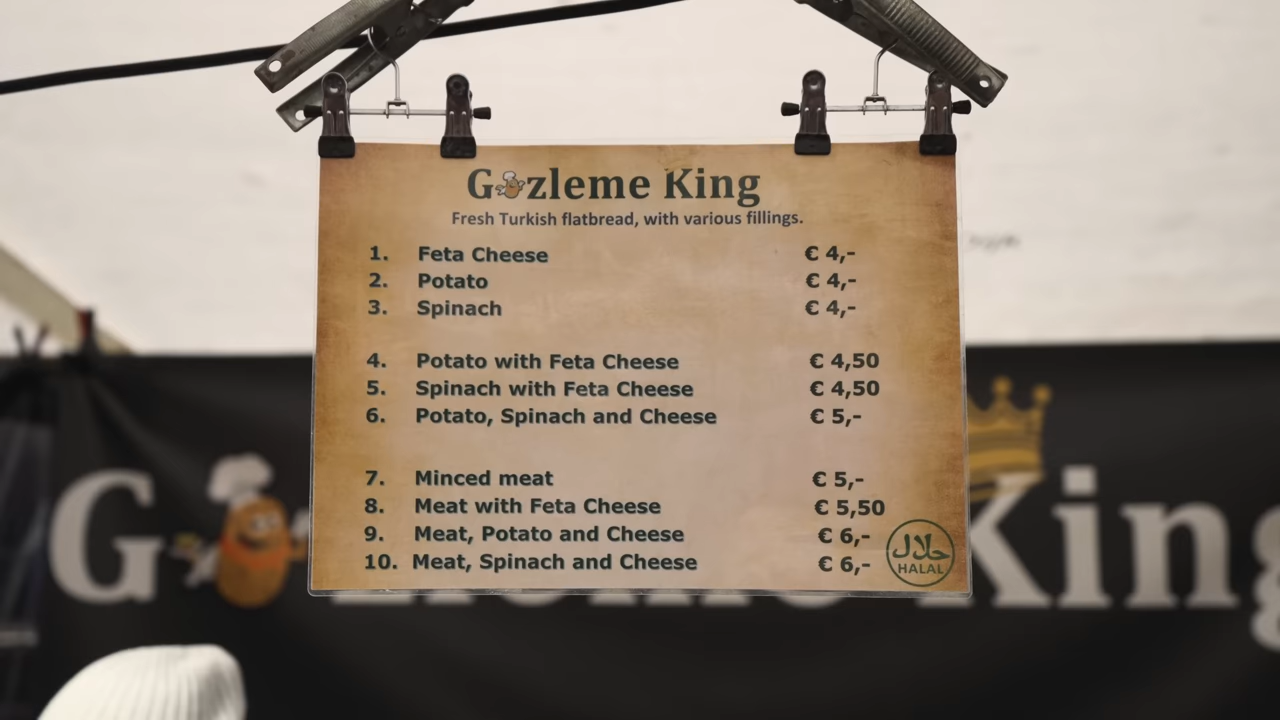 Gozleme King
Fresh Turkish flatbread, with various fillings.
1. Feta Cheese € 4,-
2. Potato € 4,-
3. Spinach € 4,-
4. Potato with Feta Cheese € 4,50
5. Spinach with Feta Cheese € 4,50
6. Potato, Spinach and Cheese € 5,-
7. Minced meat € 5,-
8. Meat with Feta Cheese € 5,50
9. Meat, Potato and Cheese € 6,-
10. Meat, Spinach and Cheese € 6,-
حلال
HALAL
Gozleme King